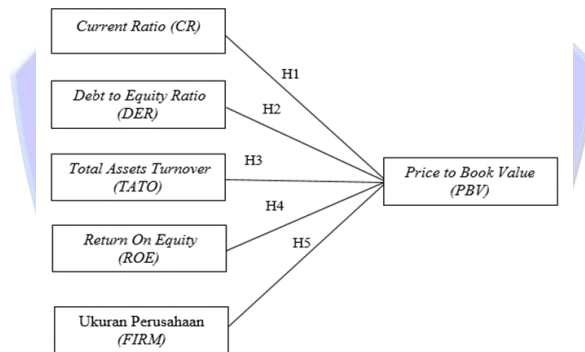 Current Ratio (CR)
H1
Debt to Equity Ratio
(DER)
H2
Total Assets Turnover
(TATO)
H3
Price to Book Value
(PBV)
Return On Equity
(ROE)
H4
H5
Ukuran Perusahaan
(FIRM)